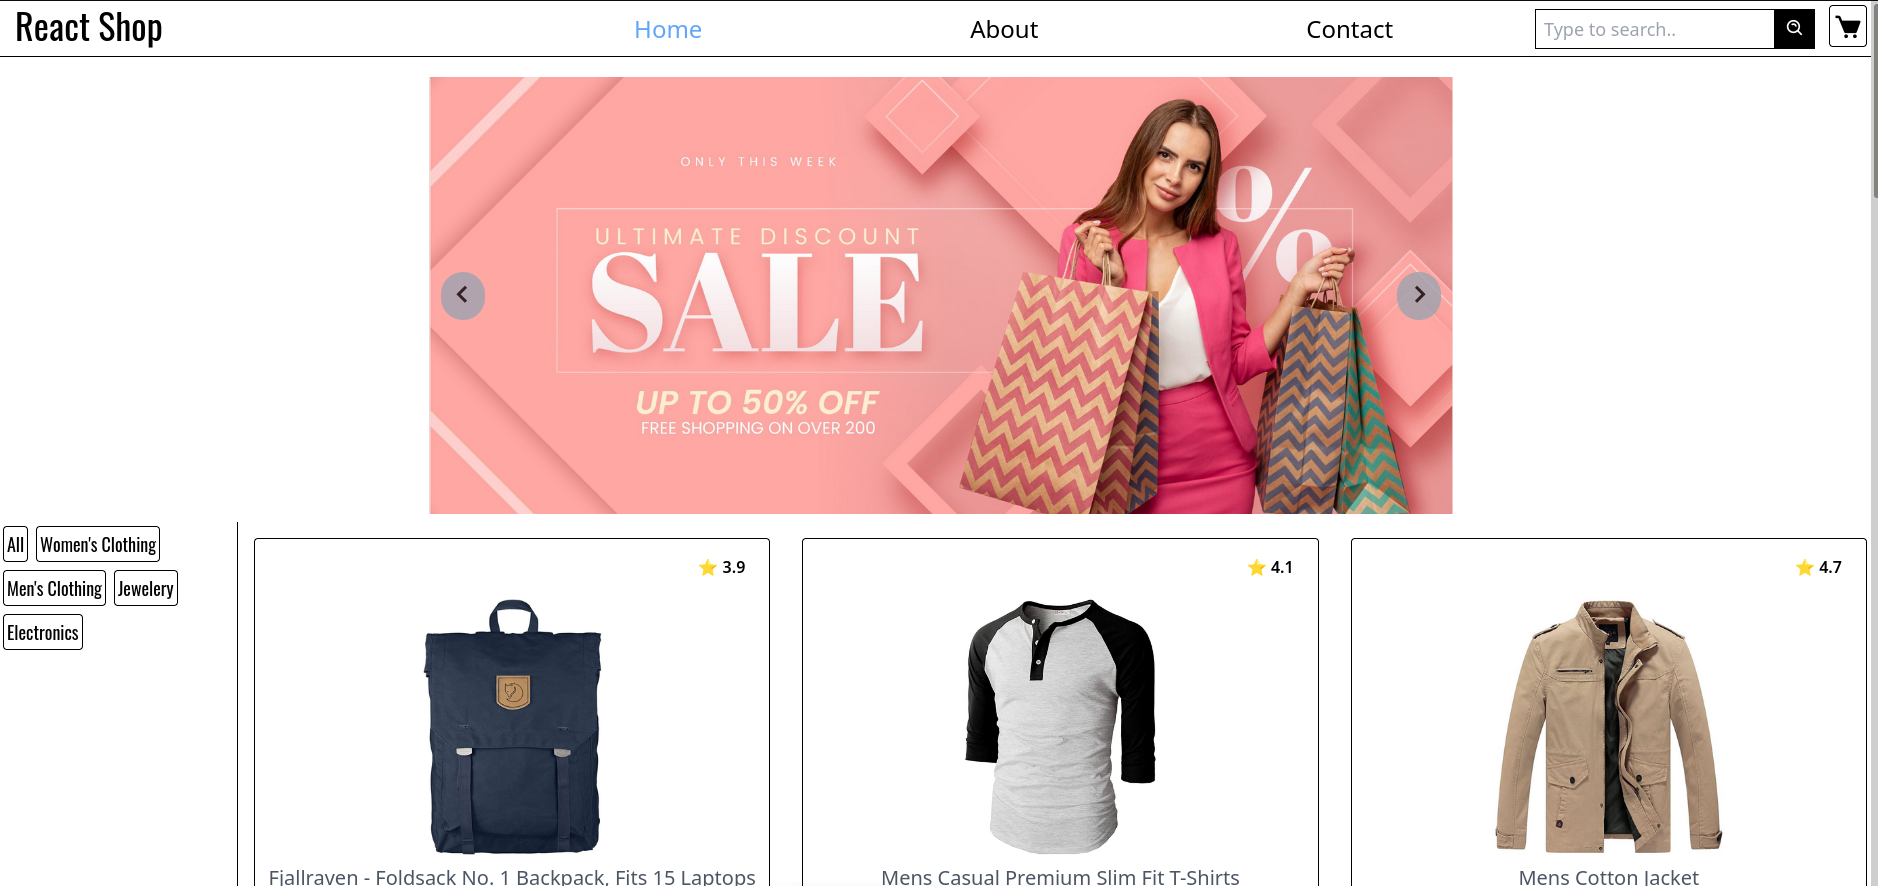 React Shop
Home
About
Contact
Type to search..
ONLY THIS WEEK
ULTIMATE DISCOUNT
SALE
%
UP TO 50% OFF
FREE SHOPPING ON OVER 200
All
Women's Clothing
Men's Clothing
Jewelery
Electronics
3.9
4.1
4.7
Fjallraven - Foldsack No. 1 Backpack, Fits 15 Laptops
Mens Casual Premium Slim Fit T-Shirts
Mens Cotton Jacket